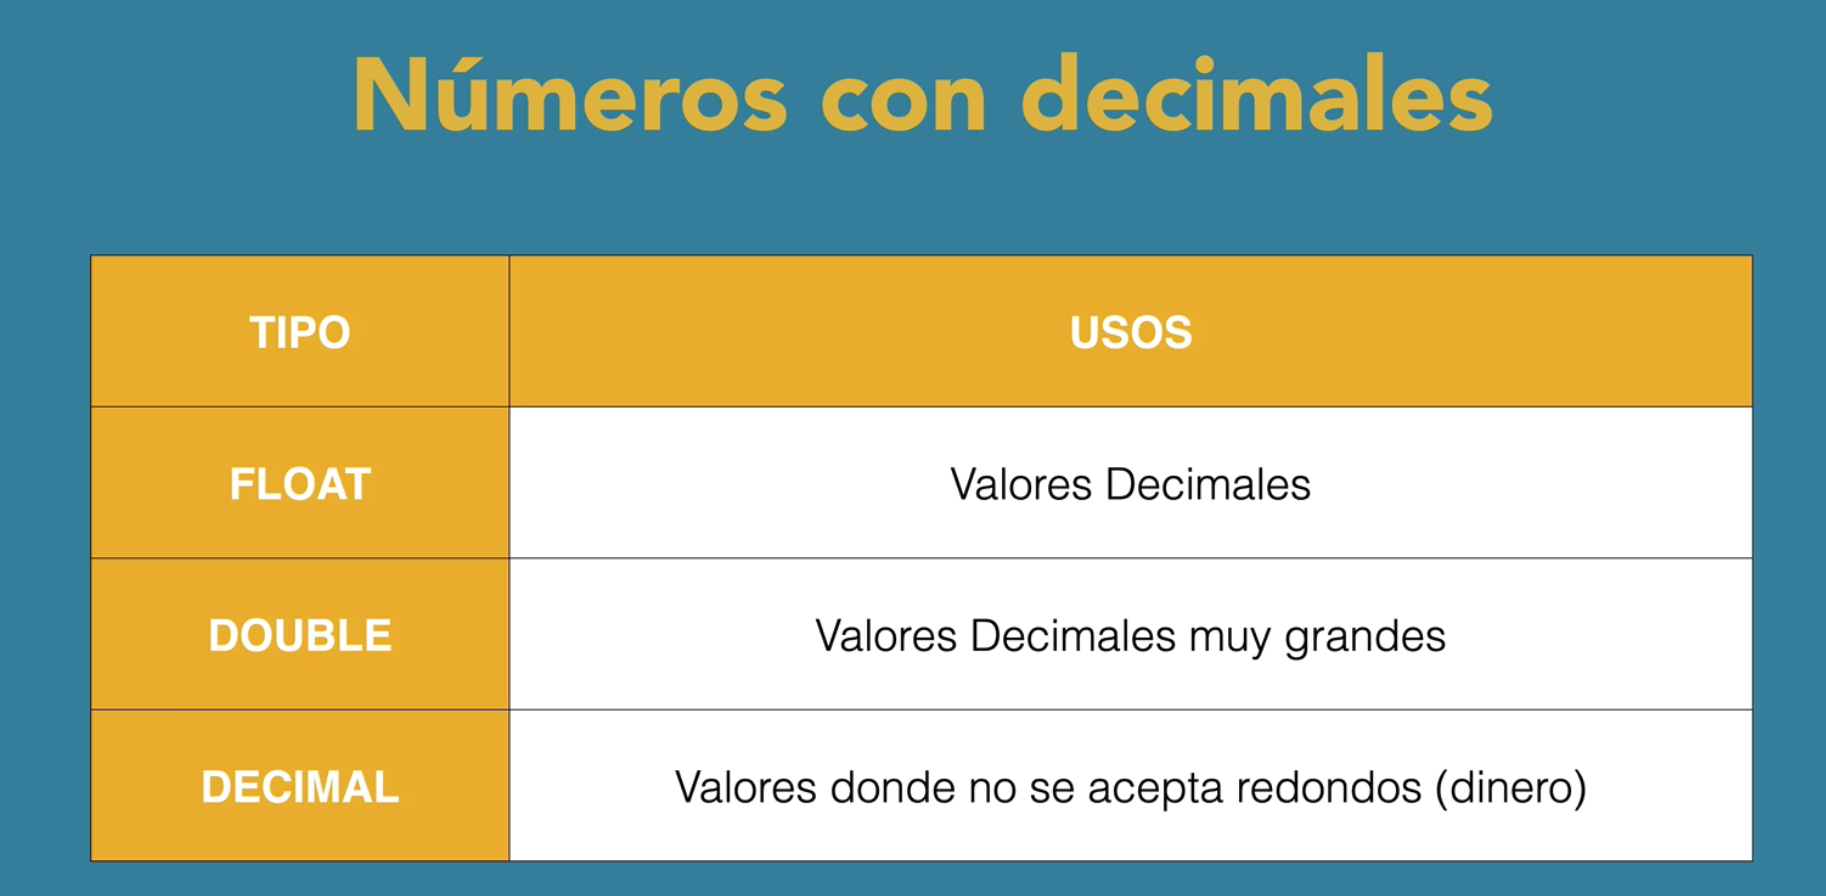 Números con decimales
TIPO USOS
FLOAT Valores Decimales
DOUBLE Valores Decimales muy grandes
DECIMAL Valores donde no se acepta redondos (dinero)